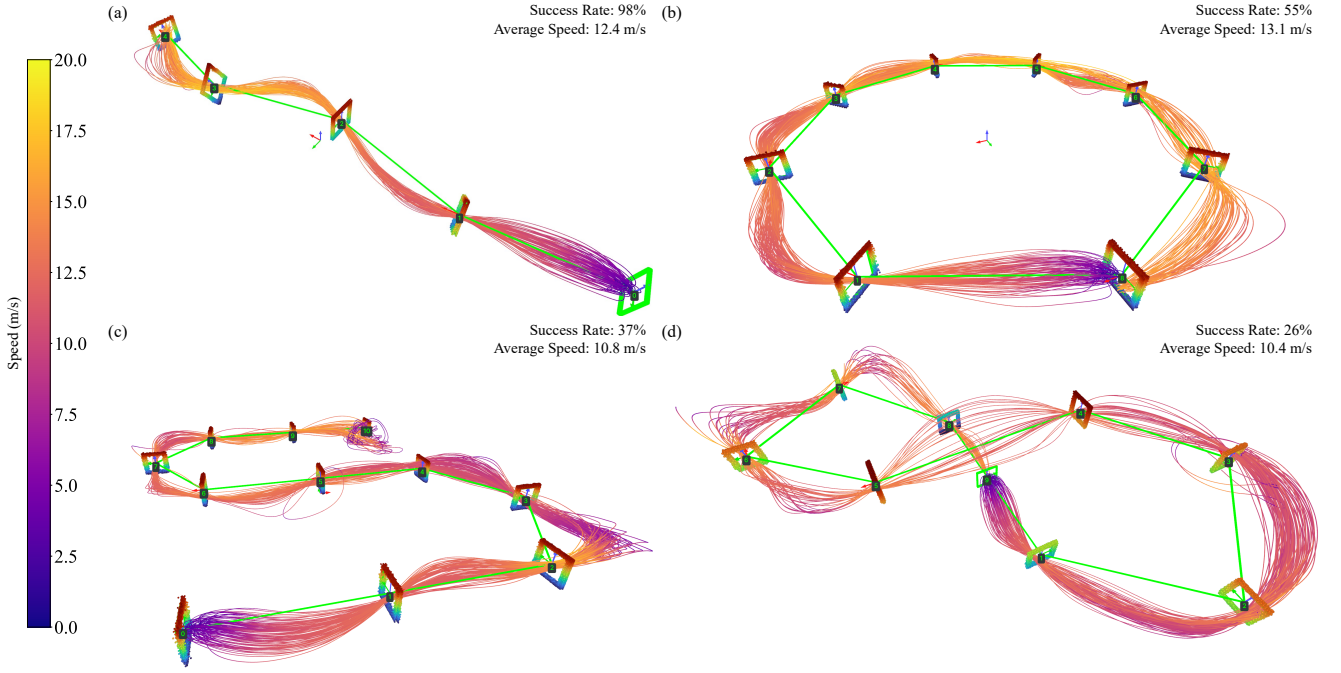 (a)
Success Rate: 98%
Average Speed: 12.4 m/s
(b)
Success Rate: 55%
Average Speed: 13.1 m/s
20.0
17.5
15.0
12.5
10.0
7.5
5.0
2.5
0.0
Speed (m/s)
(c)
Success Rate: 37%
Average Speed: 10.8 m/s
(d)
Success Rate: 26%
Average Speed: 10.4 m/s